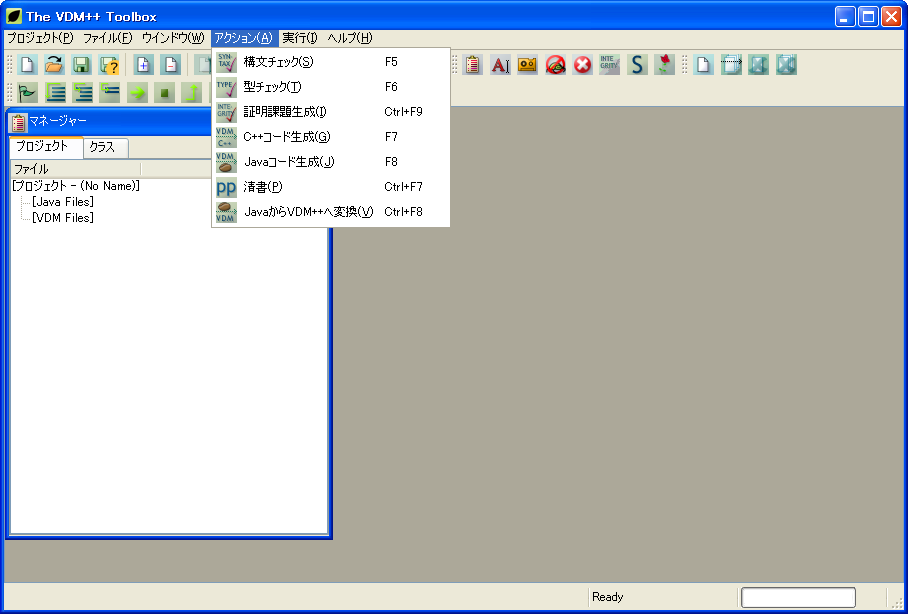 The VDM++ Toolbox
プロジェクト(P) ファイル(F) ウインドウ(W) アクション(A) 実行(I) ヘルプ(H)
構文チェック(S) F5
型チェック(T) F6
証明課題生成(I) Ctrl+F9
C++コード生成(G) F7
Javaコード生成(J) F8
清書(P) Ctrl+F7
JavaからVDM++へ変換(V) Ctrl+F8
マネージャー
プロジェクト クラス
ファイル
[プロジェクト - (No Name)]
[Java Files]
[VDM Files]
Ready